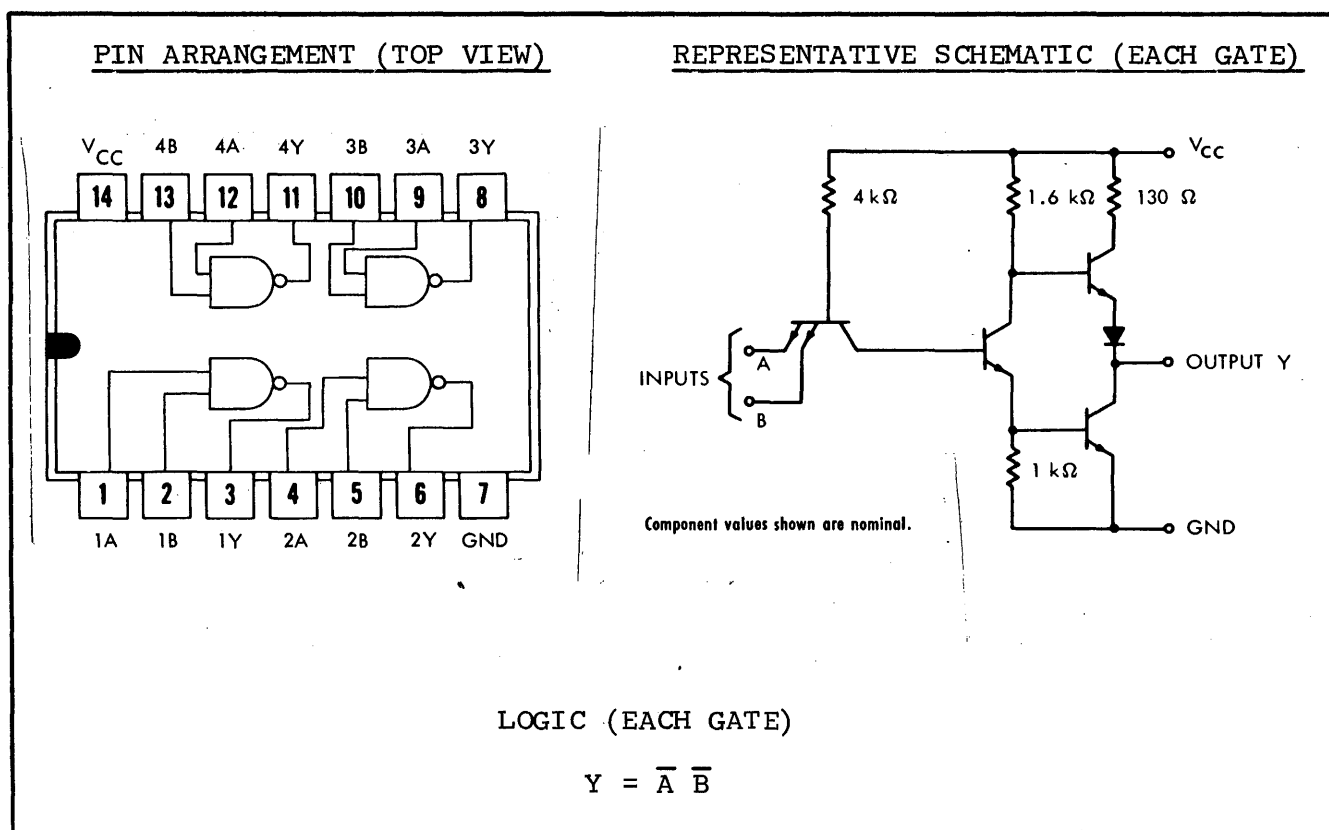 PIN ARRANGEMENT (TOP VIEW)
VCC 4B 4A 4Y 3B 3A 3Y
14 13 12 11 10 9 8
1 2 3 4 5 6 7
1A 1B 1Y 2A 2B 2Y GND
REPRESENTATIVE SCHEMATIC (EACH GATE)
VCC
4 kΩ
1.6 kΩ
130 Ω
INPUTS
A
B
OUTPUT Y
1 kΩ
GND
Component values shown are nominal.
LOGIC (EACH GATE)
Y = A̅ B̅